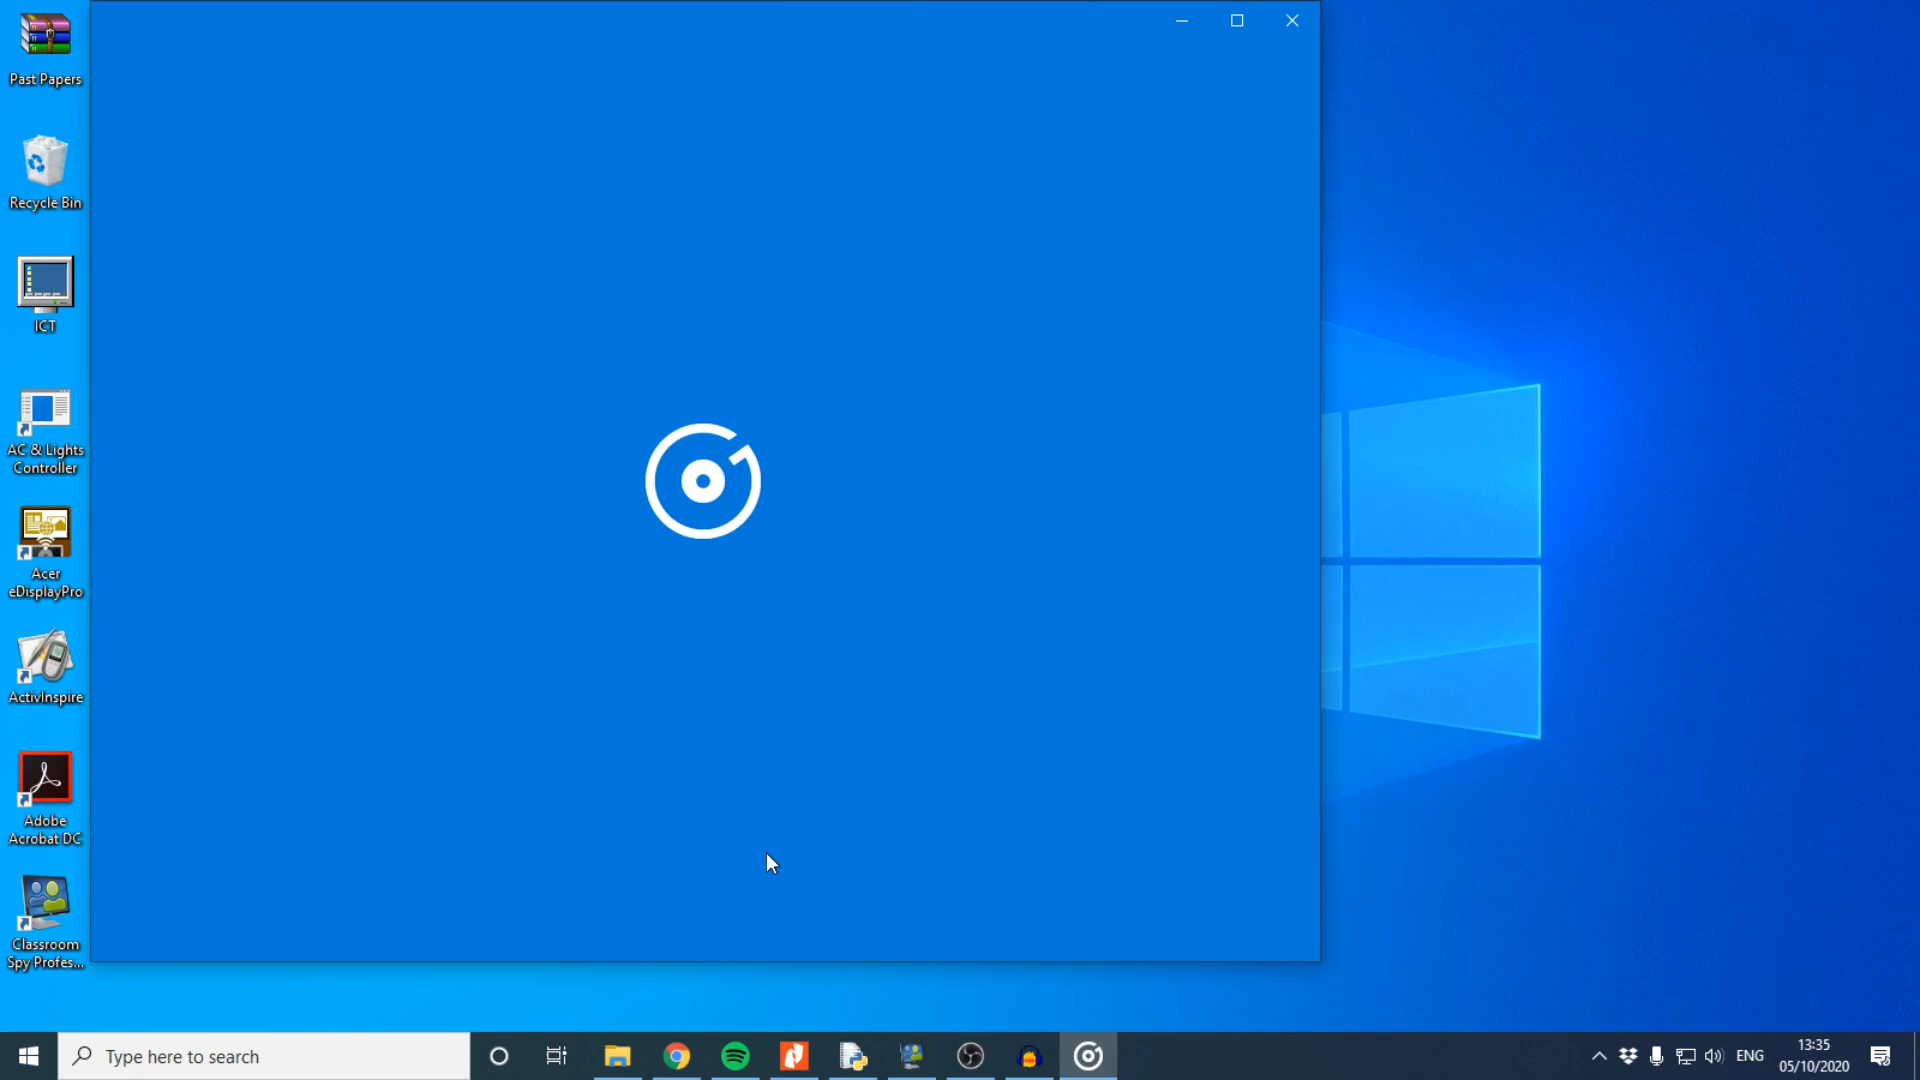 Past Papers
Recycle Bin
ICT
AC & Lights
Controller
Acer
eDisplayPro
ActivInspire
Adobe
Acrobat DC
Classroom
Spy Profes...
Type here to search
ENG
13:35
05/10/2020